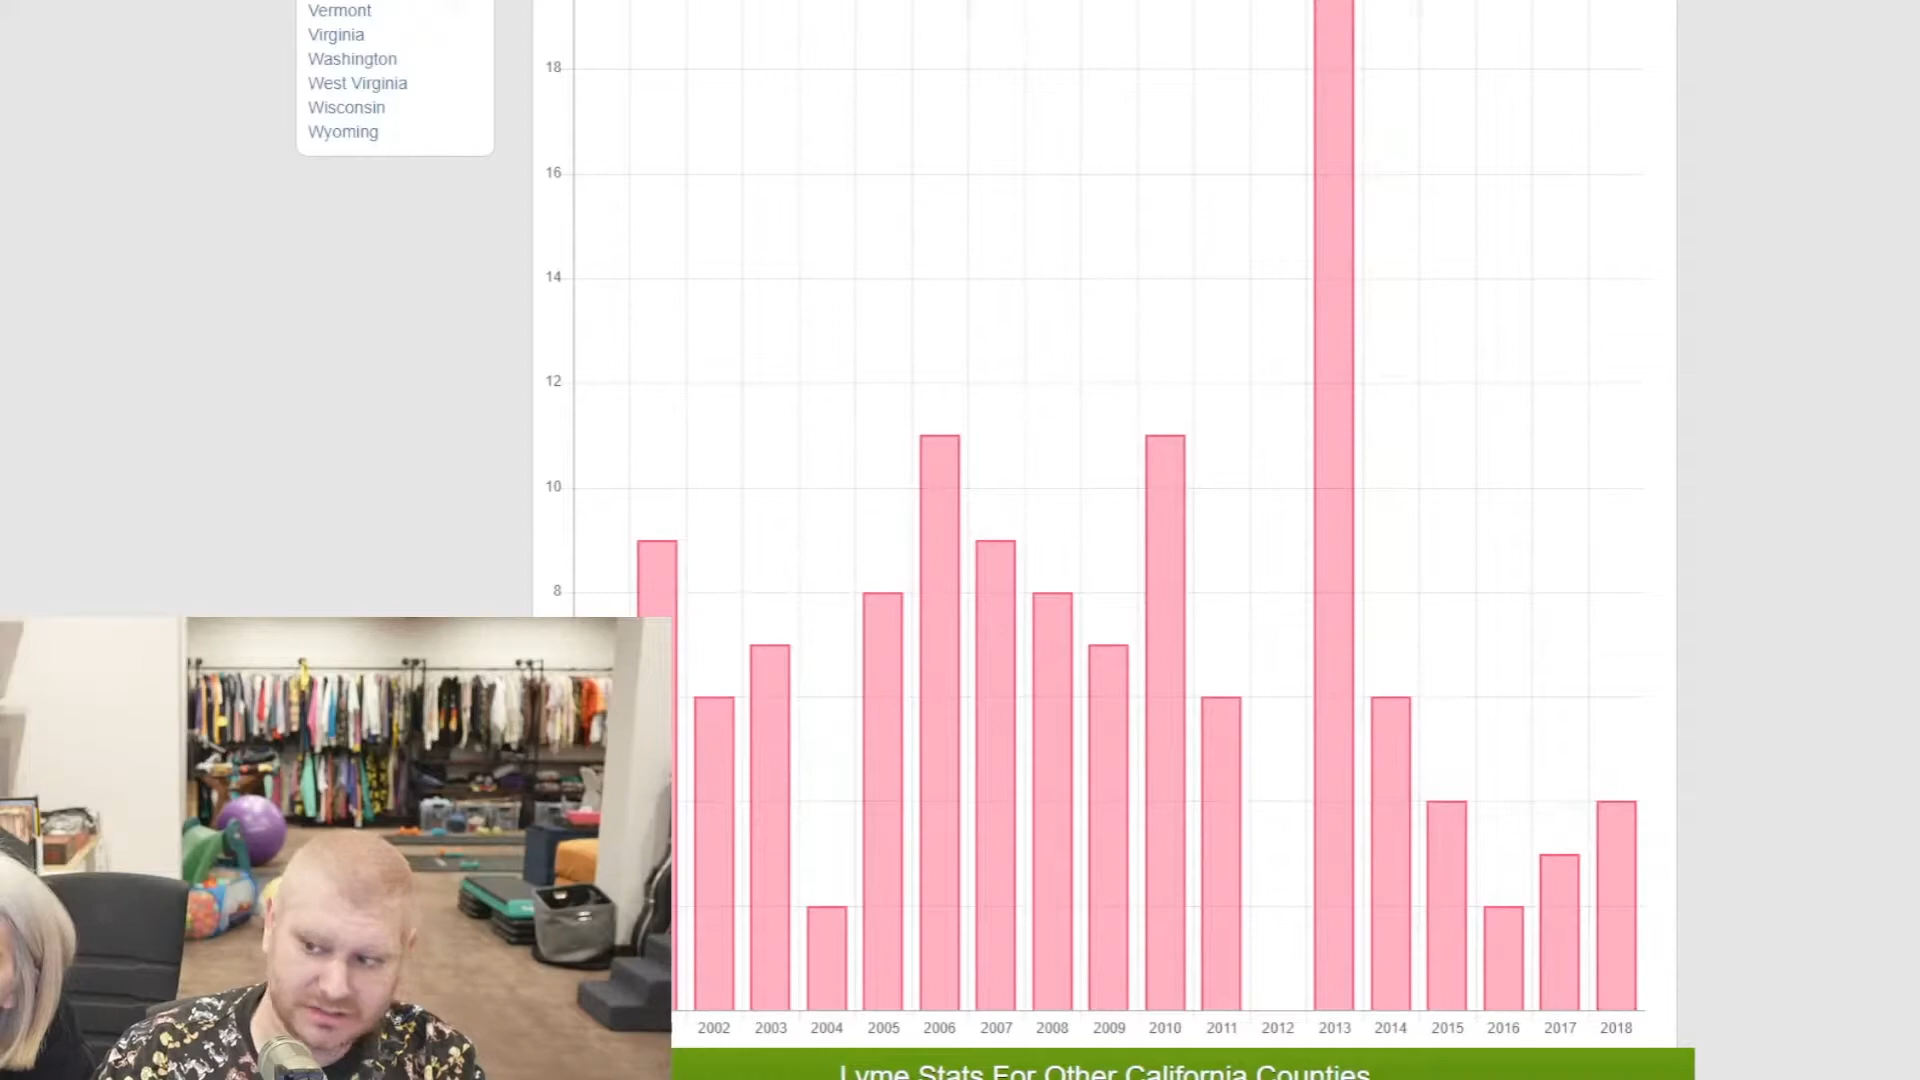 Vermont
Virginia
Washington
West Virginia
Wisconsin
Wyoming
18
16
14
12
10
8
2002 2003 2004 2005 2006 2007 2008 2009 2010 2011 2012 2013 2014 2015 2016 2017 2018
Lyme Stats For Other California Counties